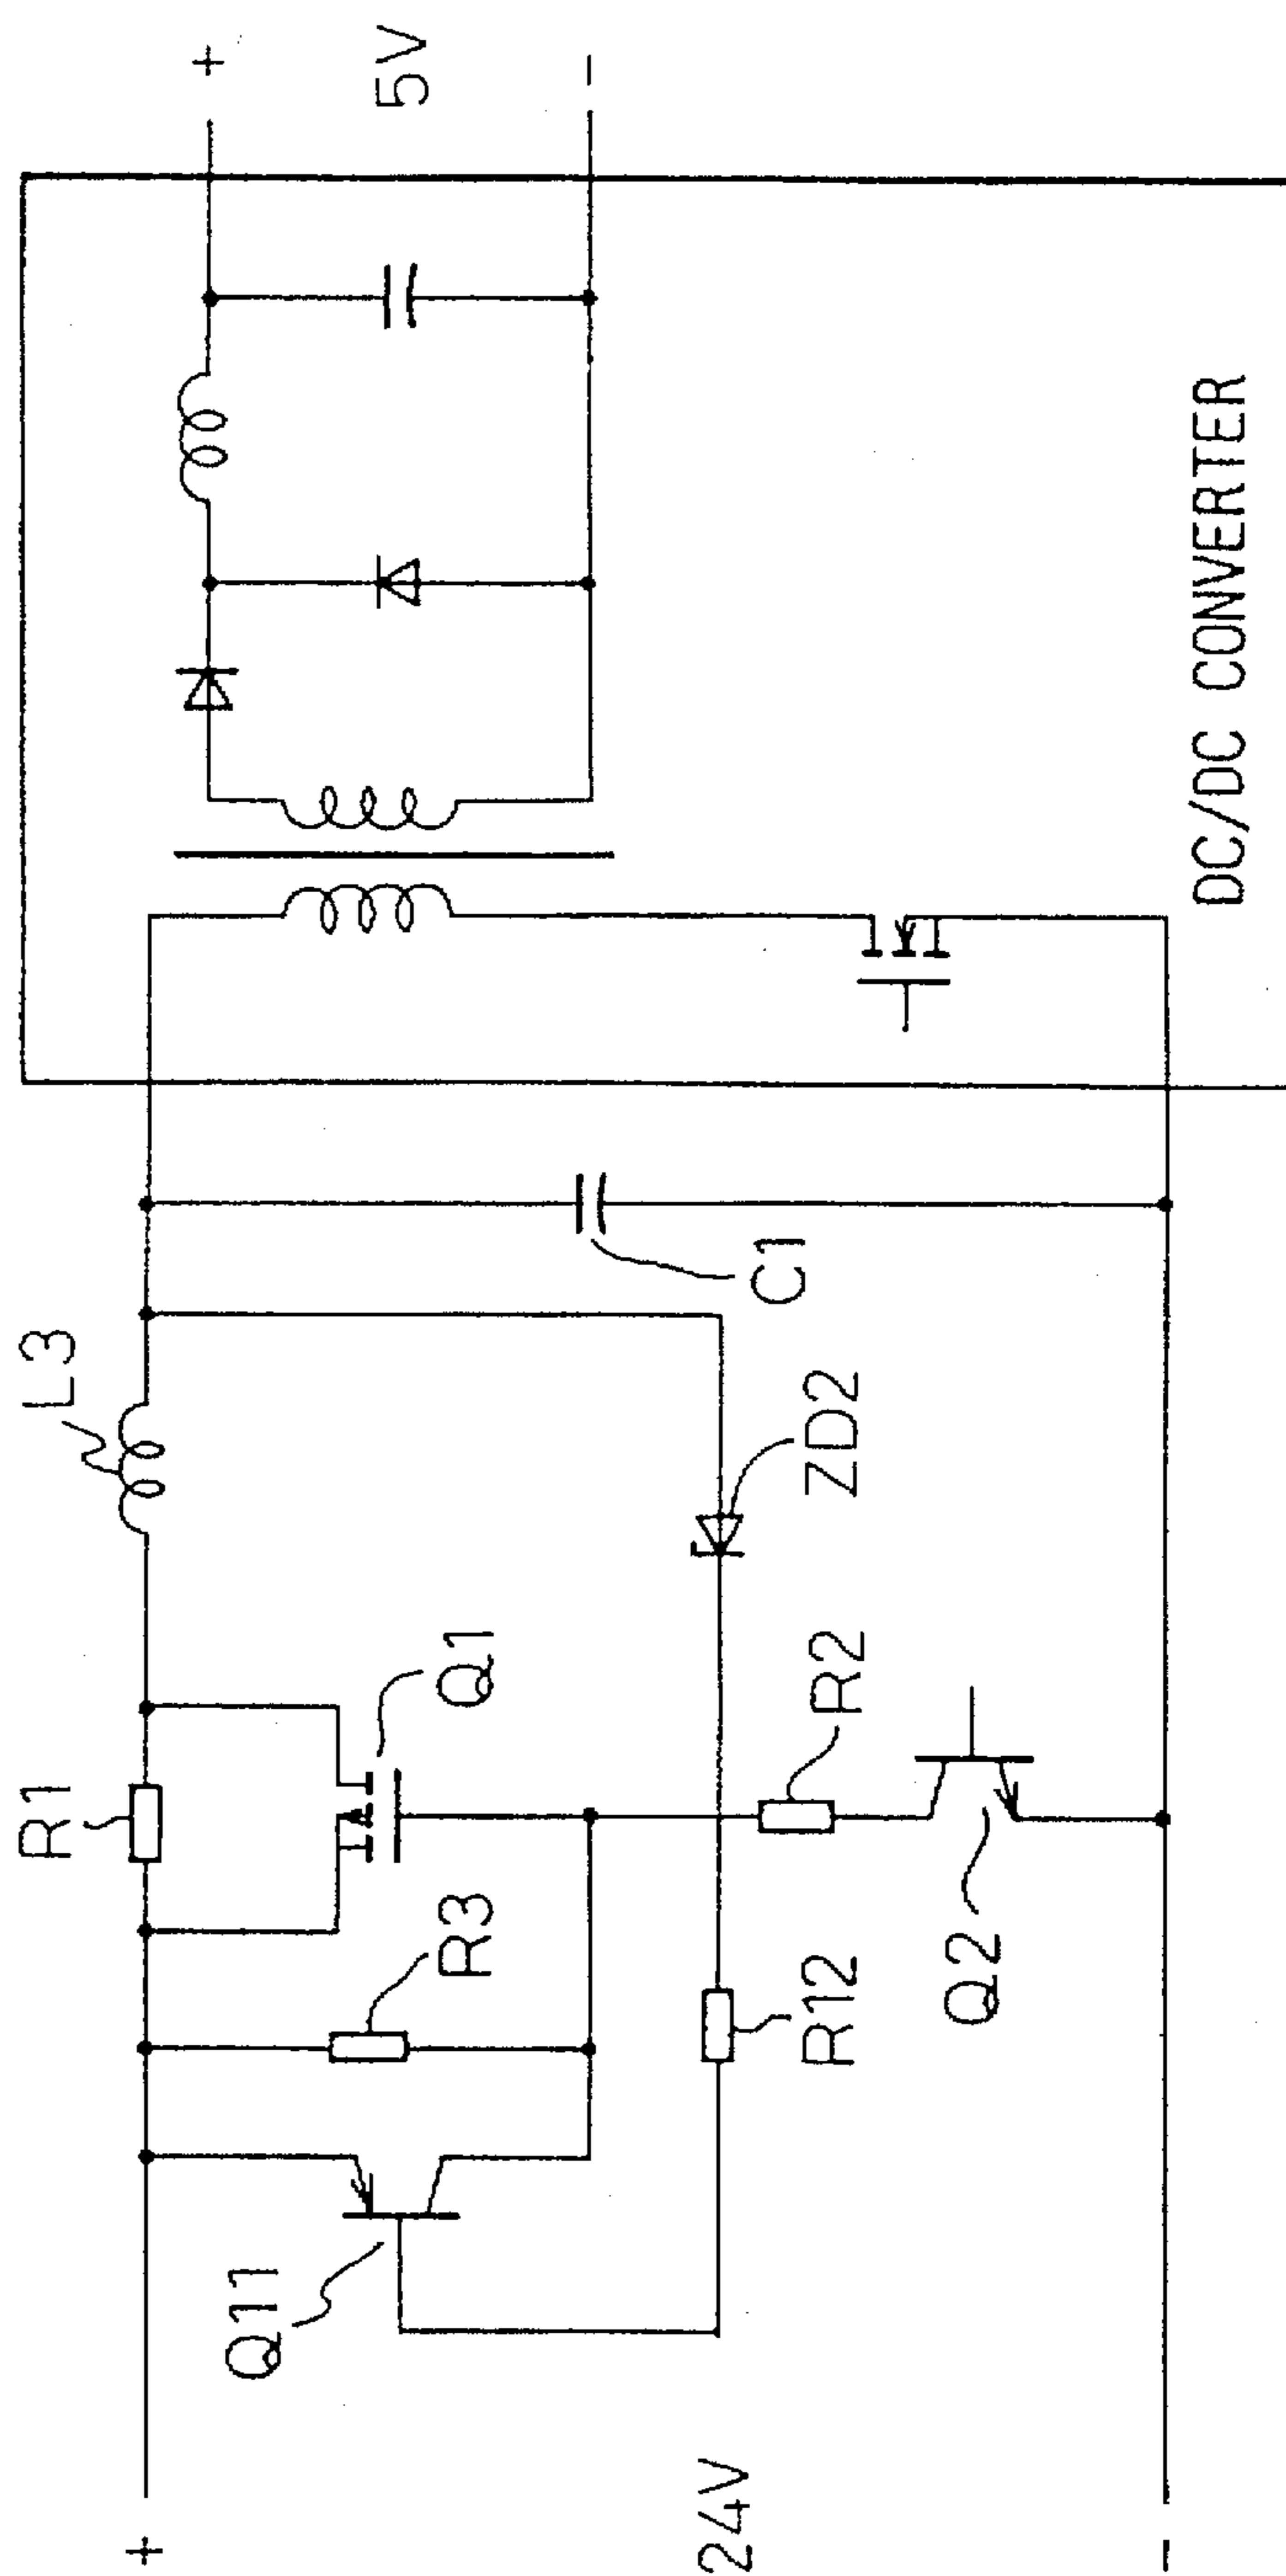 +
24V
-
Q11
R3
R1
Q1
L3
R12
R2
Q2
ZD2
C1
DC/DC CONVERTER
+
5V
-